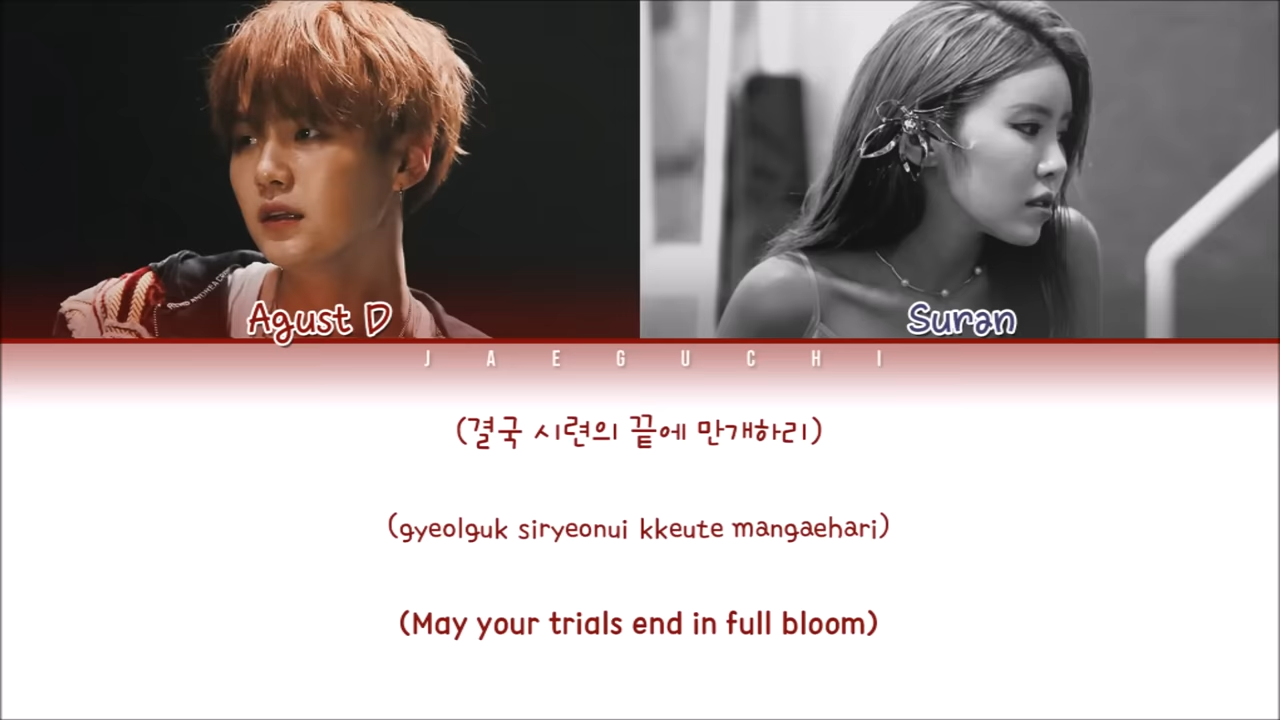 Agust D
Suran
JAEGUCHI
(결국 시련의 끝에 만개하리)
(gyeolguk siryeonui kkeute mangaehari)
(May your trials end in full bloom)